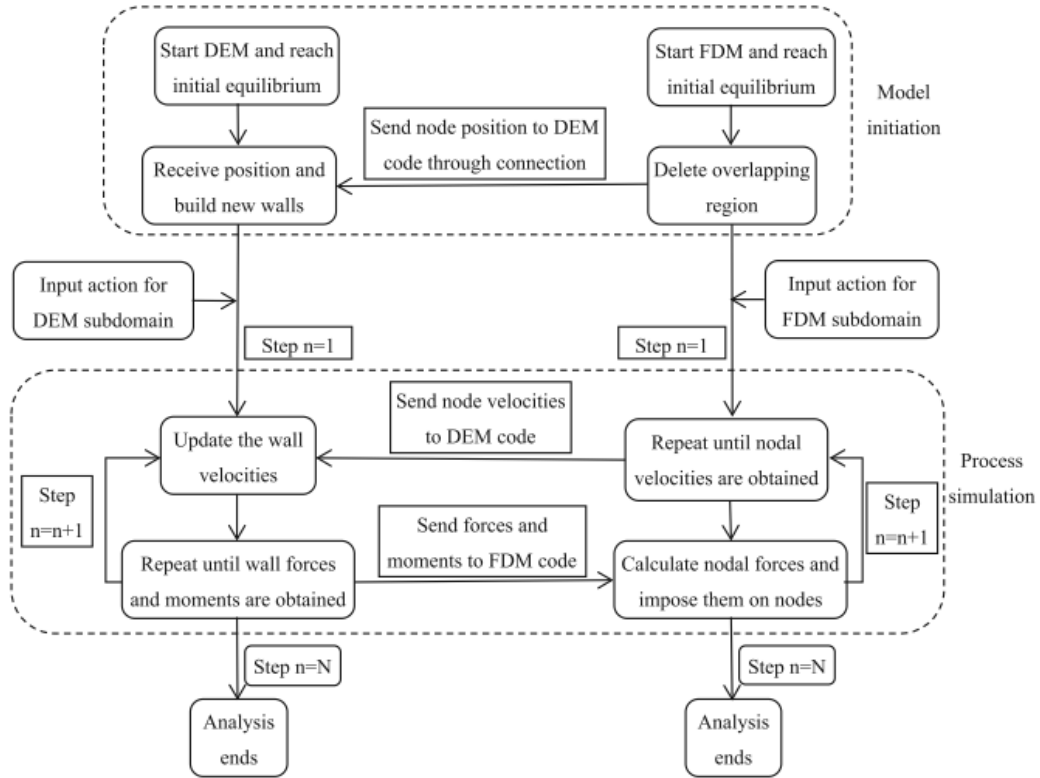 Start DEM and reach
initial equilibrium
Start FDM and reach
initial equilibrium
Model
initiation
Send node position to DEM
code through connection
Receive position and
build new walls
Delete overlapping
region
Input action for
DEM subdomain
Input action for
FDM subdomain
Step n=1
Step n=1
Send node velocities
to DEM code
Update the wall
velocities
Repeat until nodal
velocities are obtained
Process
simulation
Step
n=n+1
Step
n=n+1
Send forces and
moments to FDM code
Repeat until wall forces
and moments are obtained
Calculate nodal forces and
impose them on nodes
Step n=N
Step n=N
Analysis
ends
Analysis
ends